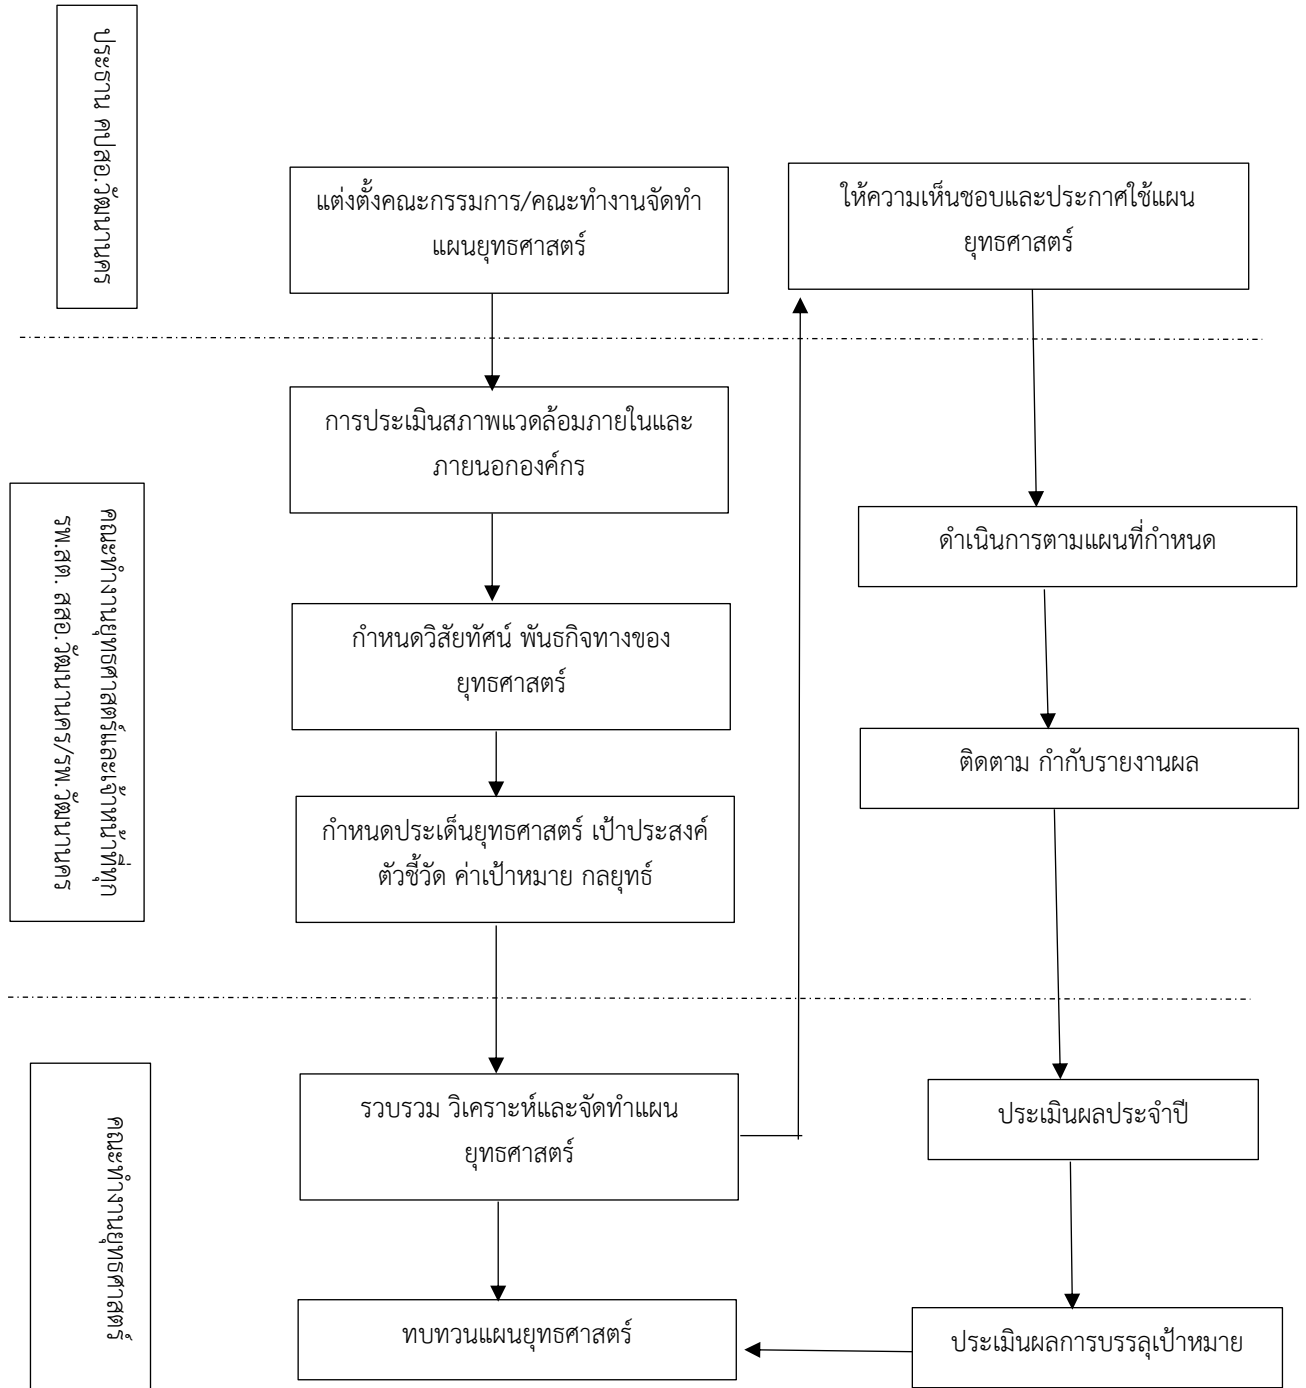 ประธาน คปสอ.วัฒนานคร
แต่งตั้งคณะกรรมการ/คณะทำงานจัดทำ
แผนยุทธศาสตร์
ให้ความเห็นชอบและประกาศใช้แผน
ยุทธศาสตร์
คณะทำงานยุทธศาสตร์และเจ้าหน้าที่ทุก
รพ.สต. สสอ.วัฒนานคร/รพ.วัฒนานคร
การประเมินสภาพแวดล้อมภายในและ
ภายนอกองค์กร
กำหนดวิสัยทัศน์ พันธกิจทางของ
ยุทธศาสตร์
กำหนดประเด็นยุทธศาสตร์ เป้าประสงค์
ตัวชี้วัด ค่าเป้าหมาย กลยุทธ์
ดำเนินการตามแผนที่กำหนด
ติดตาม กำกับรายงานผล
คณะทำงานยุทธศาสตร์
รวบรวม วิเคราะห์และจัดทำแผน
ยุทธศาสตร์
ทบทวนแผนยุทธศาสตร์
ประเมินผลประจำปี
ประเมินผลการบรรลุเป้าหมาย